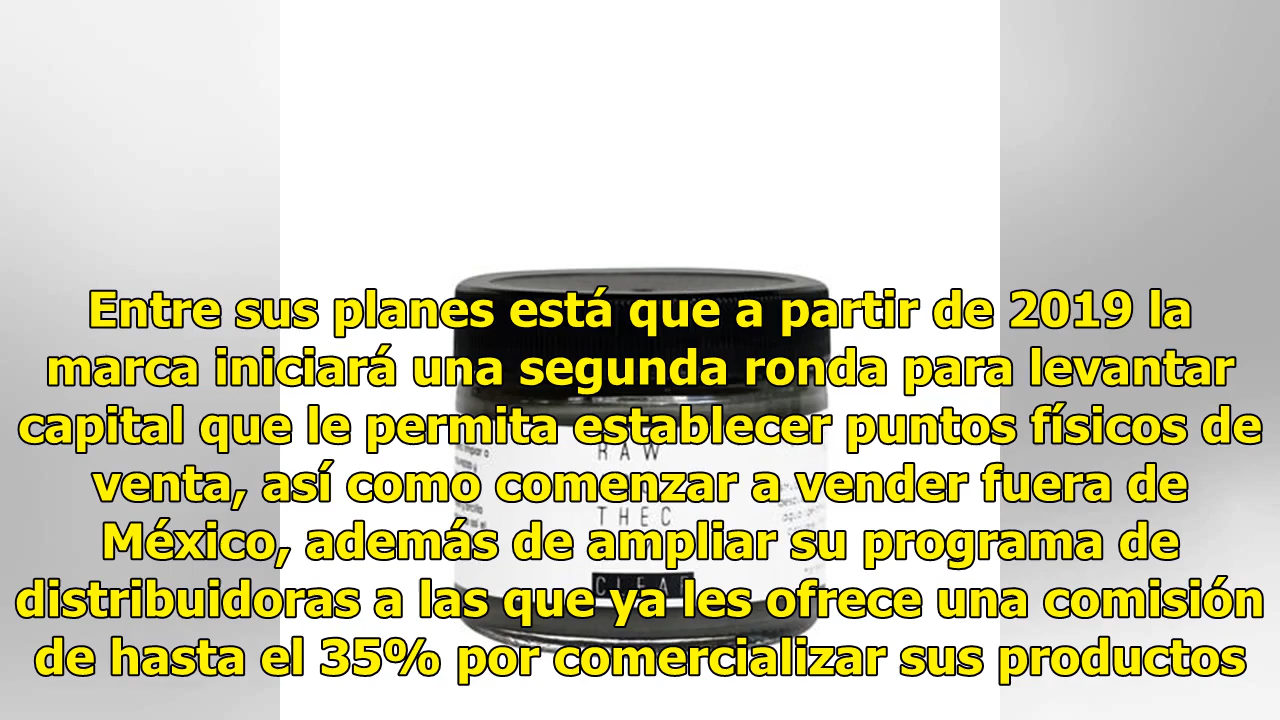 Entre sus planes está que a partir de 2019 la
marca iniciará una segunda ronda para levantar
capital que le permita establecer puntos físicos de
venta, así como comenzar a vender fuera de
México, además de ampliar su programa de
distribuidoras a las que ya les ofrece una comisión
de hasta el 35% por comercializar sus productos
RAW
THEC
CLEAR